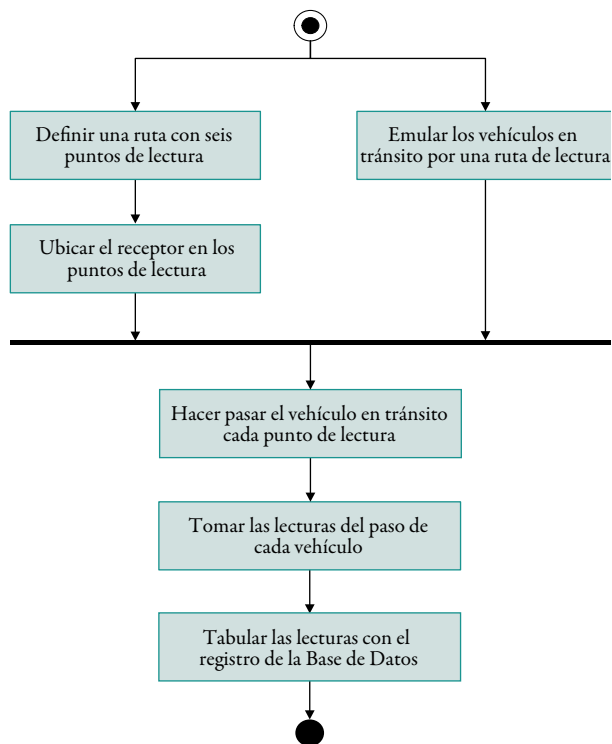 Definir una ruta con seis
puntos de lectura
Emular los vehículos en
tránsito por una ruta de lectura
Ubicar el receptor en los
puntos de lectura
Hacer pasar el vehículo en tránsito
cada punto de lectura
Tomar las lecturas del paso de
cada vehículo
Tabular las lecturas con el
registro de la Base de Datos